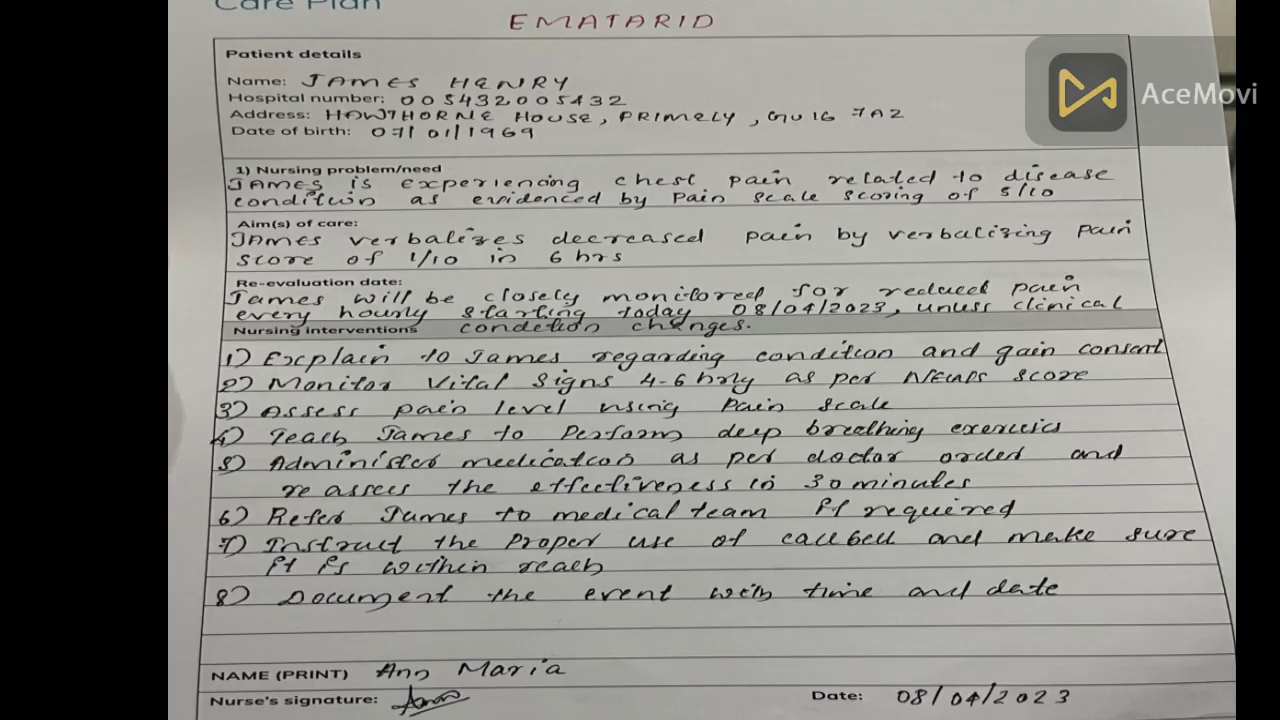 Care Plan
EMATARID
Patient details
AceMovi
Name: JAMES HENRY
Hospital number: 005432005432
Address: HAWTHORNE HOUSE, PRIMELY, GU16 7AZ
Date of birth: 07/01/1969
1) Nursing problem/need
JAMES is experiencing chest pain related to disease
condition as evidenced by pain scale scoring of 5/10
Aim(s) of care:
JAMES verbalizes decreased pain by verbalizing pain
score of 1/10 in 6 hrs
Re-evaluation date:
James will be closely monitored for reduced pain
every hourly starting today 08/04/2023, unless clinical
Nursing interventions condition changes.
1) Explain to James regarding condition and gain consent
2) Monitor Vital Signs 4-6 hrly as per NEWS score
3) Assess pain level using Pain scale
4) Teach James to Perform deep breathing exercises
5) Administer medication as per doctor order and
re assess the effectiveness in 30 minutes
6) Refer James to medical team if required
7) Instruct the proper use of callbell and make sure
it is within reach
8) Document the event with time and date
NAME (PRINT) Ann Maria
Nurse's signature: Date: 08/04/2023